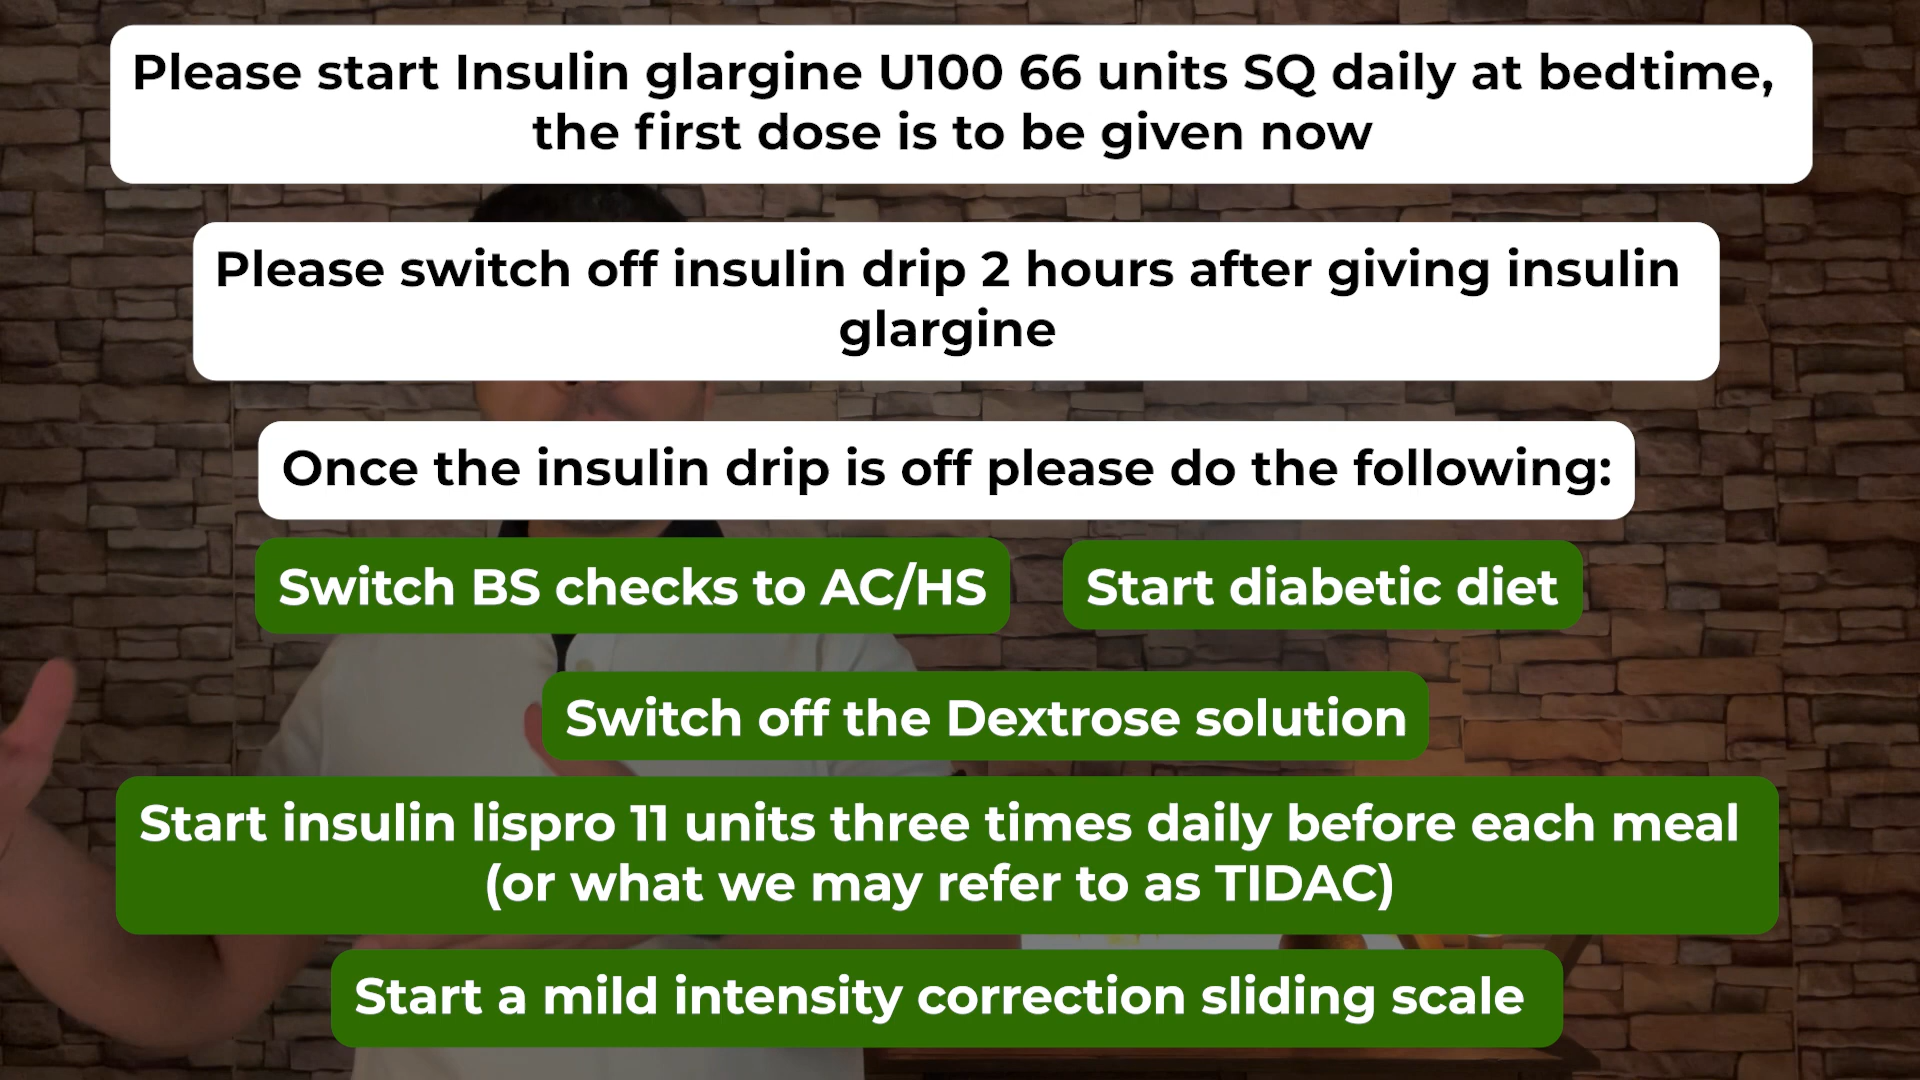 Please start Insulin glargine U100 66 units SQ daily at bedtime,
the first dose is to be given now
Please switch off insulin drip 2 hours after giving insulin
glargine
Once the insulin drip is off please do the following:
Switch BS checks to AC/HS
Start diabetic diet
Switch off the Dextrose solution
Start insulin lispro 11 units three times daily before each meal
(or what we may refer to as TIDAC)
Start a mild intensity correction sliding scale